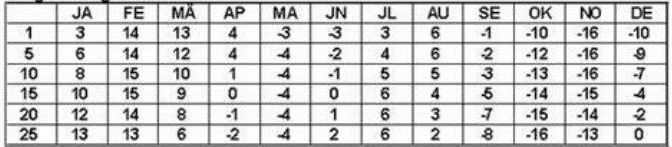 JA FE MÄ AP MA JN JL AU SE OK NO DE
1 3 14 13 4 -3 -3 3 6 -1 -10 -16 -10
5 6 14 12 4 -4 -2 4 6 -2 -12 -16 -9
10 8 15 10 1 -4 -1 5 5 -3 -13 -16 -7
15 10 15 9 0 -4 0 6 4 -5 -14 -15 -4
20 12 14 8 -1 -4 1 6 3 -7 -15 -14 -2
25 13 13 6 -2 -4 2 6 2 -8 -16 -13 0